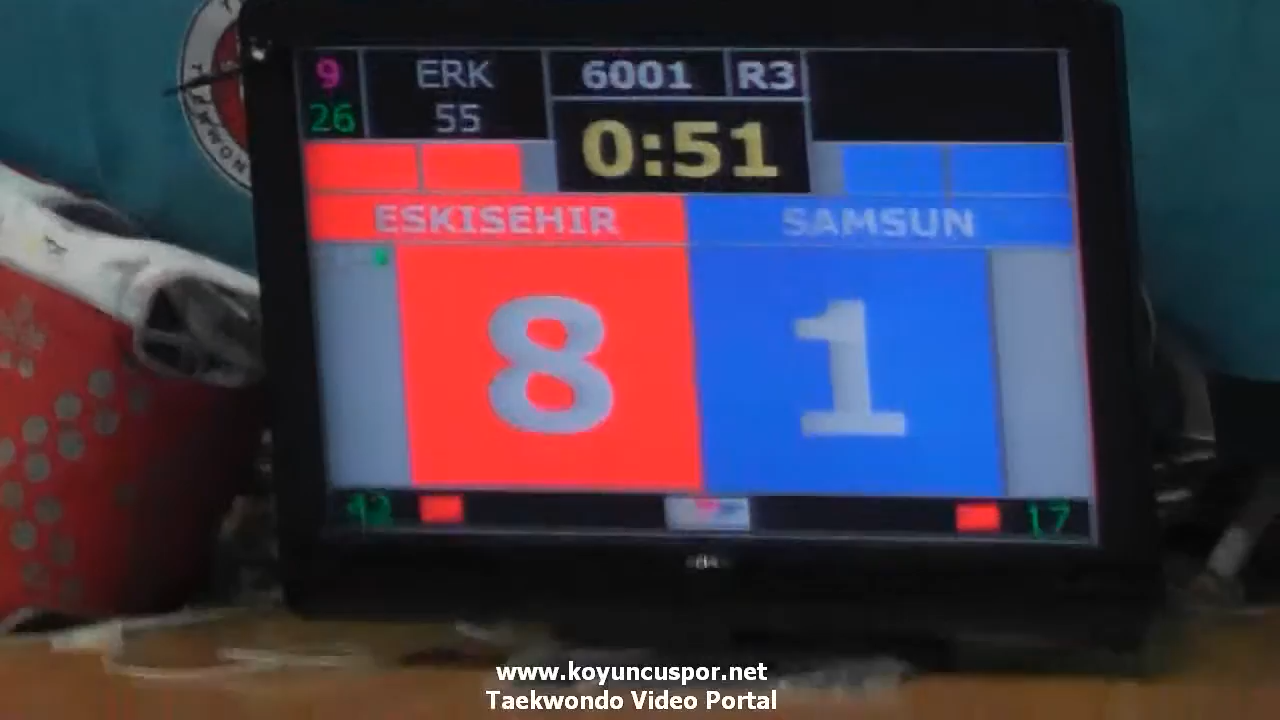 9 ERK 6001 R3
26 55
0:51
ESKISEHIR SAMSUN
8 1
17
www.koyuncuspor.net
Taekwondo Video Portal